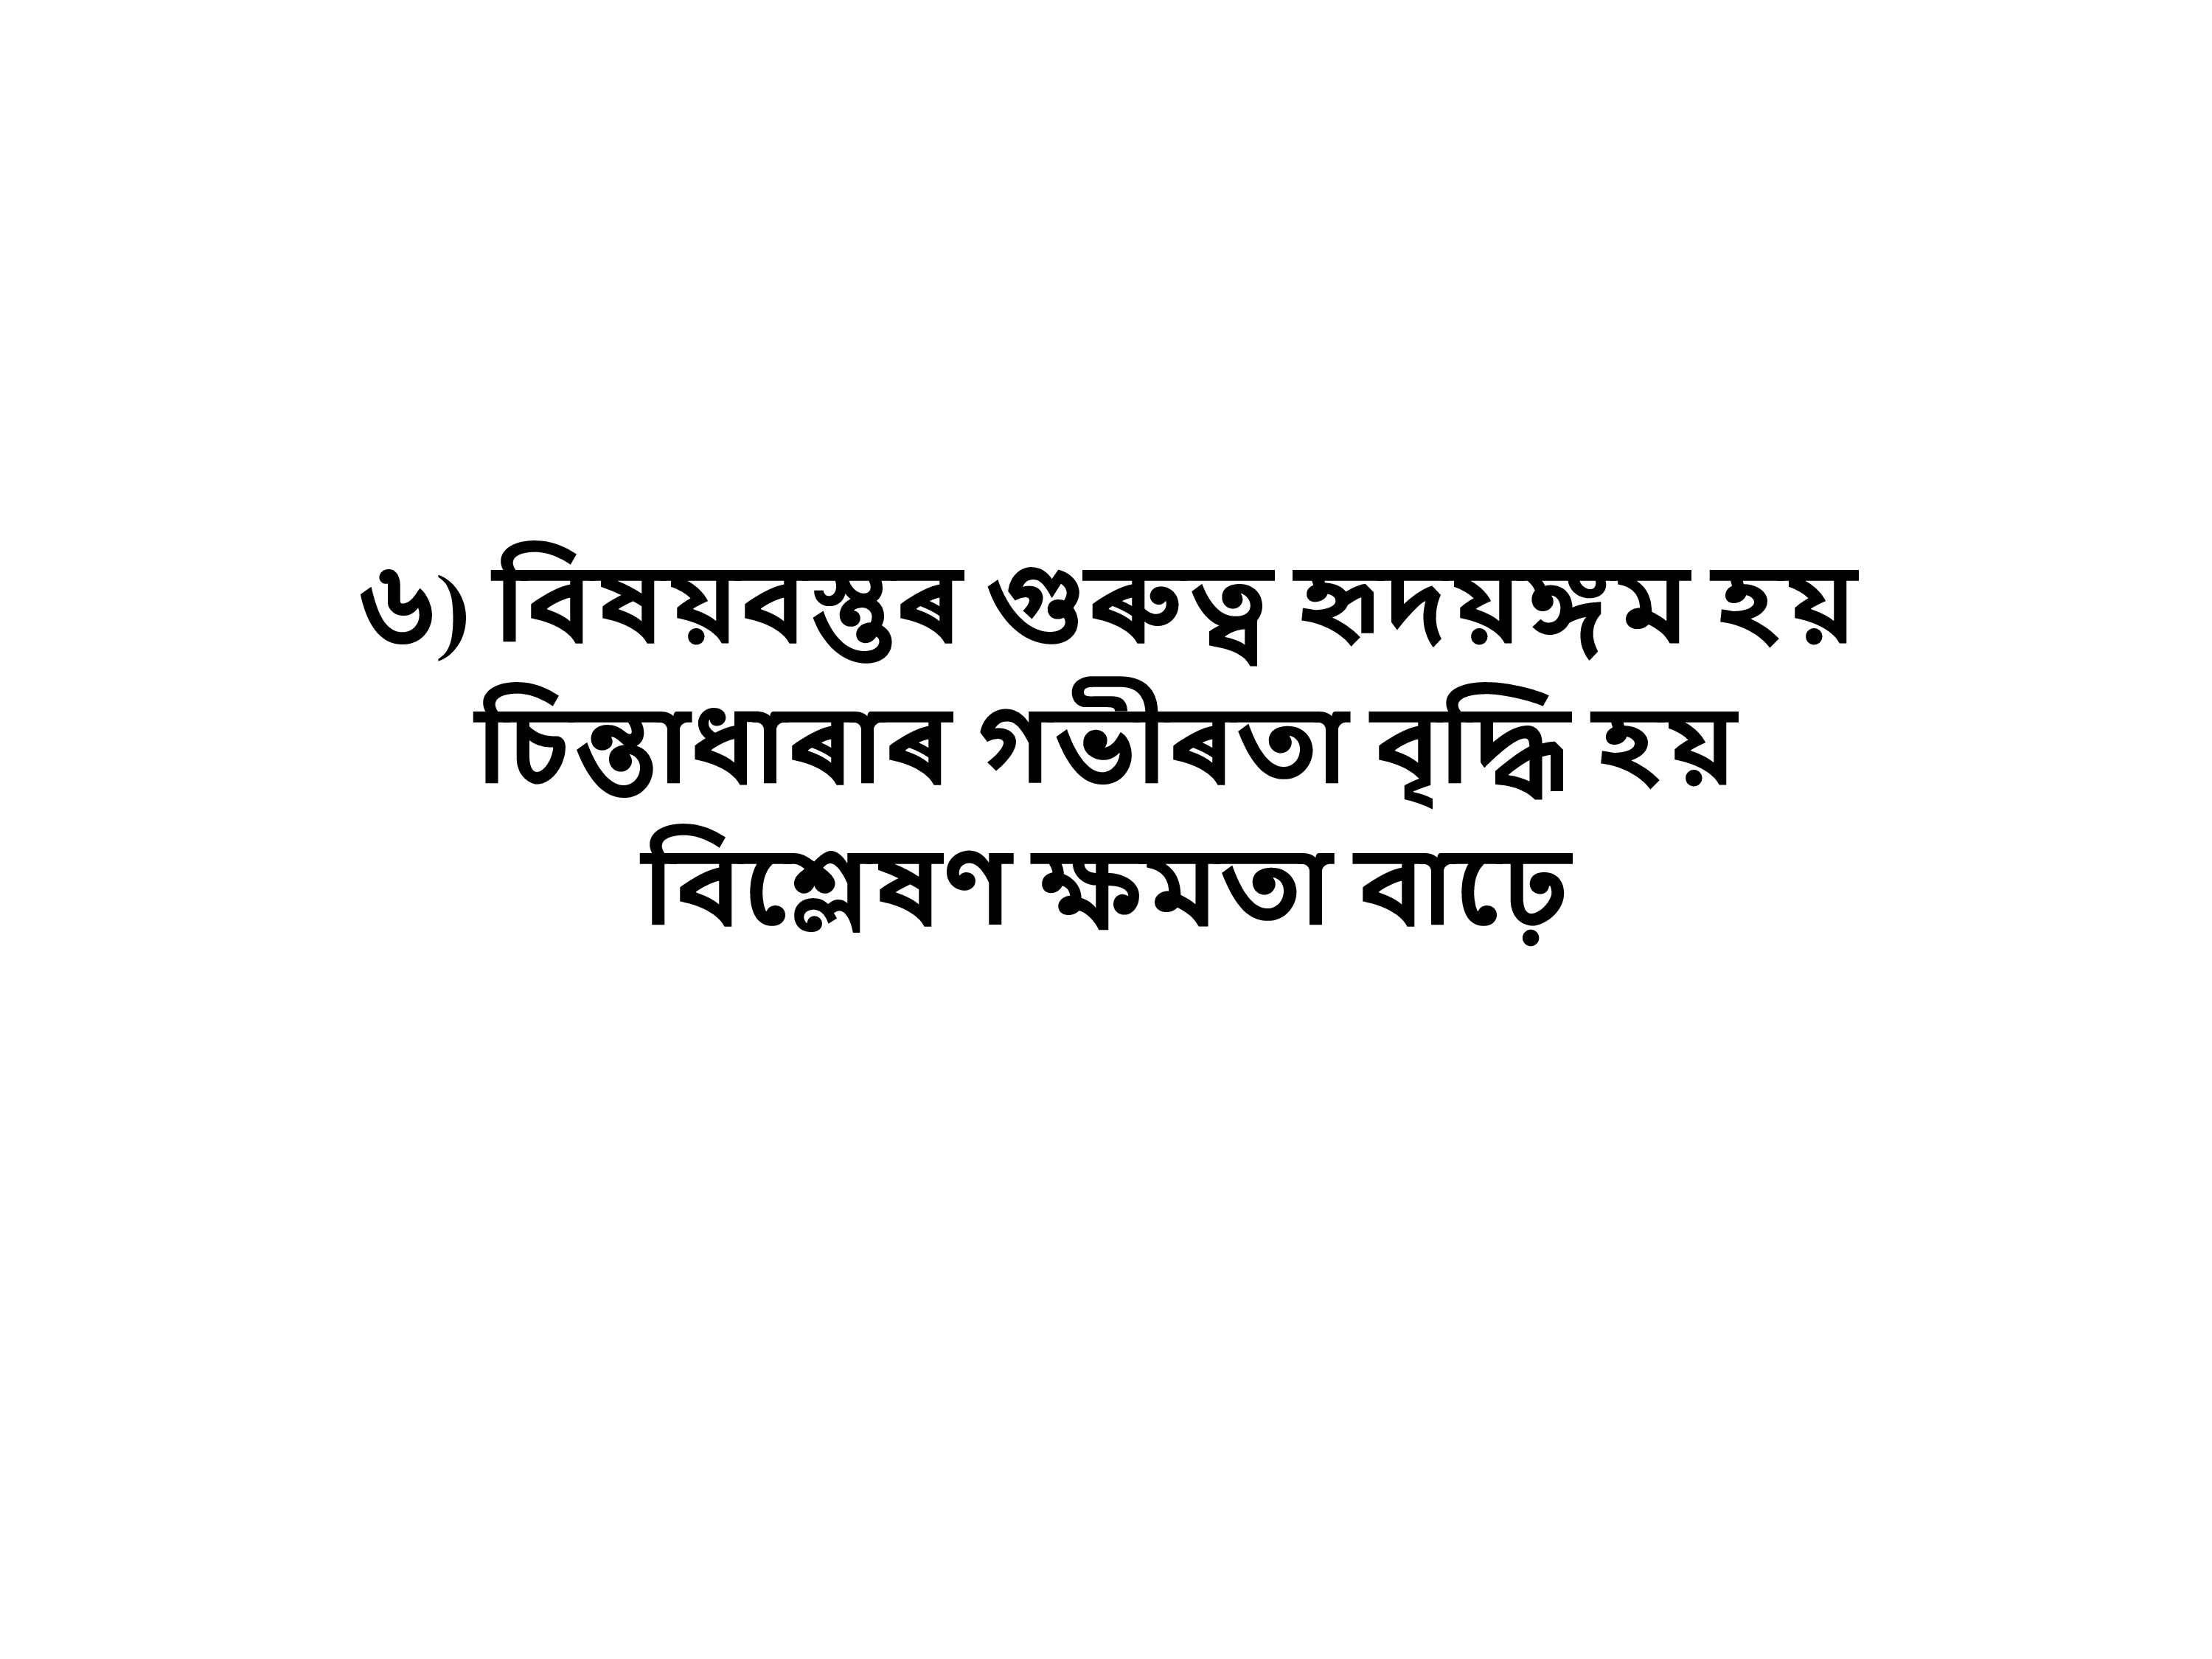 ৬) বিষয়বস্তুৰ গুৰুত্ব হৃদয়ঙ্গম হয়
চিন্তাধাৰাৰ গভীৰতা বৃদ্ধি হয়
বিশ্লেষণ ক্ষমতা বাঢ়ে